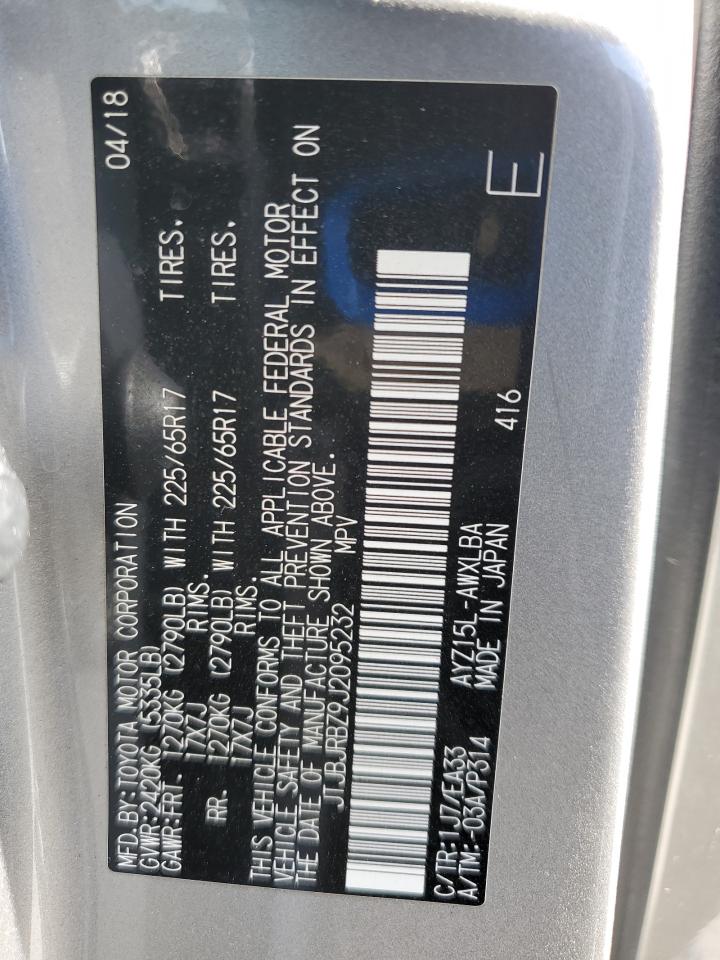 MFD.BY:TOYOTA MOTOR CORPORATION 04/18
GVWR:2420KG (5335LB)
GAWR:FRT- 1270KG (2790LB) WITH 225/65R17 TIRES.
17X7J RIMS.
RR- 1270KG (2790LB) WITH 225/65R17 TIRES.
17X7J RIMS.
THIS VEHICLE CONFORMS TO ALL APPLICABLE FEDERAL MOTOR
VEHICLE SAFETY AND THEFT PREVENTION STANDARDS IN EFFECT ON
THE DATE OF MANUFACTURE SHOWN ABOVE.
JTJBJRBZ9J2095232 MPV
C/TR:1J7/EA33 AYZ15L-AWXLBA 416 E
A/TM:-03A/P314 MADE IN JAPAN